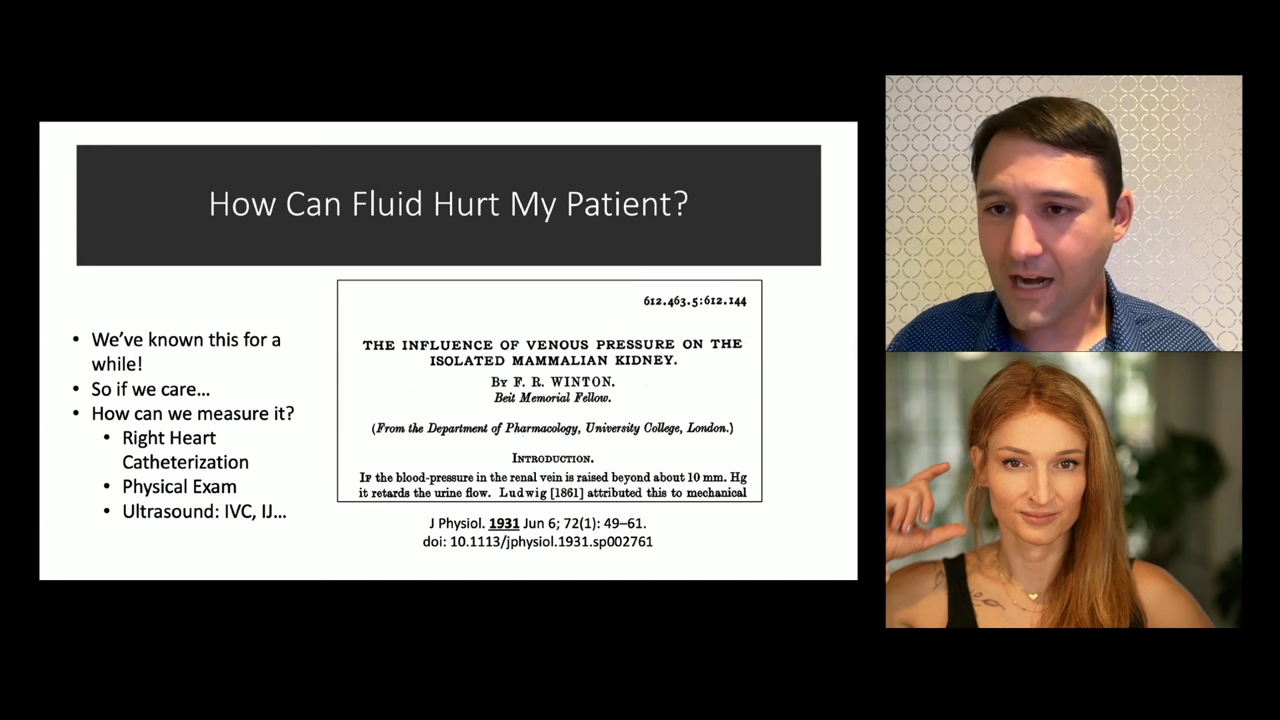 How Can Fluid Hurt My Patient?
• We've known this for a
while!
• So if we care…
• How can we measure it?
• Right Heart
Catheterization
• Physical Exam
• Ultrasound: IVC, IJ…
612.463.5:612.144
THE INFLUENCE OF VENOUS PRESSURE ON THE
ISOLATED MAMMALIAN KIDNEY.
By F. R. WINTON.
Beit Memorial Fellow.
(From the Department of Pharmacology, University College, London.)
Introduction.
If the blood-pressure in the renal vein is raised beyond about 10 mm. Hg
it retards the urine flow. Ludwig [1861] attributed this to mechanical
J Physiol. 1931 Jun 6; 72(1): 49–61.
doi: 10.1113/jphysiol.1931.sp002761